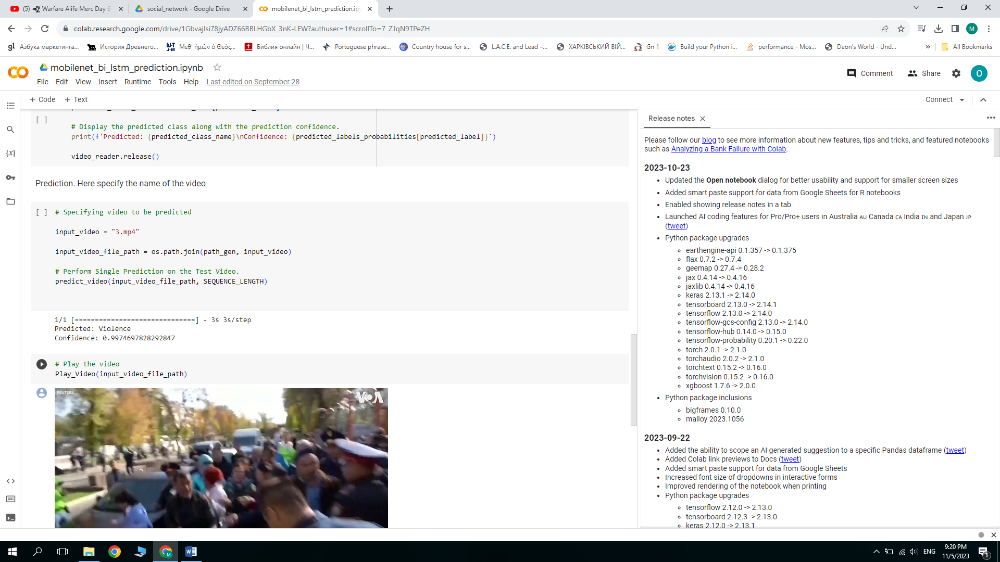 (5) Warfare Alife Merc Day 6
social_network - Google Drive
mobilenet_bi_lstm_prediction.ip
colab.research.google.com/drive/1GbvajIsi78jyADZ66BBLHGbX_3nK-LEW?authuser=1#scrollTo=7_ZJqN9TPeZH
M
Азбука маркетинга...
История Древнего...
Μεθ' ἡμῶν ὁ Θεός...
Библия онлайн | Ч...
Portuguese phrase...
Country house for s...
L.A.C.E. and Lead –...
ХАРКІВСЬКИЙ ВІЙ...
Gn 1
Build your Python i...
performance - Mos...
Deon's World - Und...
»
All Bookmarks
mobilenet_bi_lstm_prediction.ipynb
File Edit View Insert Runtime Tools Help Last edited on September 28
Comment
Share
O
+ Code + Text
Connect
[ ]
# Display the predicted class along with the prediction confidence.
print(f'Predicted: {predicted_class_name}\nConfidence: {predicted_labels_probabilities[predicted_label]}')
video_reader.release()
Prediction. Here specify the name of the video
[ ] # Specifying video to be predicted
input_video = "3.mp4"
input_video_file_path = os.path.join(path_gen, input_video)
# Perform Single Prediction on the Test Video.
predict_video(input_video_file_path, SEQUENCE_LENGTH)
1/1 [==============================] - 3s 3s/step
Predicted: Violence
Confidence: 0.9974697828292847
# Play the video
Play_Video(input_video_file_path)
REUTERS
VOA
Release notes
Please follow our blog to see more information about new features, tips and tricks, and featured notebooks
such as Analyzing a Bank Failure with Colab.
2023-10-23
• Updated the Open notebook dialog for better usability and support for smaller screen sizes
• Added smart paste support for data from Google Sheets for R notebooks
• Enabled showing release notes in a tab
• Launched AI coding features for Pro/Pro+ users in Australia AU Canada CA India IN and Japan JP
(tweet)
• Python package upgrades
earthengine-api 0.1.357 -> 0.1.375
flax 0.7.2 -> 0.7.4
geemap 0.27.4 -> 0.28.2
jax 0.4.14 -> 0.4.16
jaxlib 0.4.14 -> 0.4.16
keras 2.13.1 -> 2.14.0
tensorboard 2.13.0 -> 2.14.1
tensorflow 2.13.0 -> 2.14.0
tensorflow-gcs-config 2.13.0 -> 2.14.0
tensorflow-hub 0.14.0 -> 0.15.0
tensorflow-probability 0.20.1 -> 0.22.0
torch 2.0.1 -> 2.1.0
torchaudio 2.0.2 -> 2.1.0
torchtext 0.15.2 -> 0.16.0
torchvision 0.15.2 -> 0.16.0
xgboost 1.7.6 -> 2.0.0
• Python package inclusions
bigframes 0.10.0
malloy 2023.1056
2023-09-22
• Added the ability to scope an AI generated suggestion to a specific Pandas dataframe (tweet)
• Added Colab link previews to Docs (tweet)
• Added smart paste support for data from Google Sheets
• Increased font size of dropdowns in interactive forms
• Improved rendering of the notebook when printing
• Python package upgrades
tensorflow 2.12.0 -> 2.13.0
tensorboard 2.12.3 -> 2.13.0
keras 2.12.0 -> 2.13.1
ENG
9:20 PM
11/5/2023
1